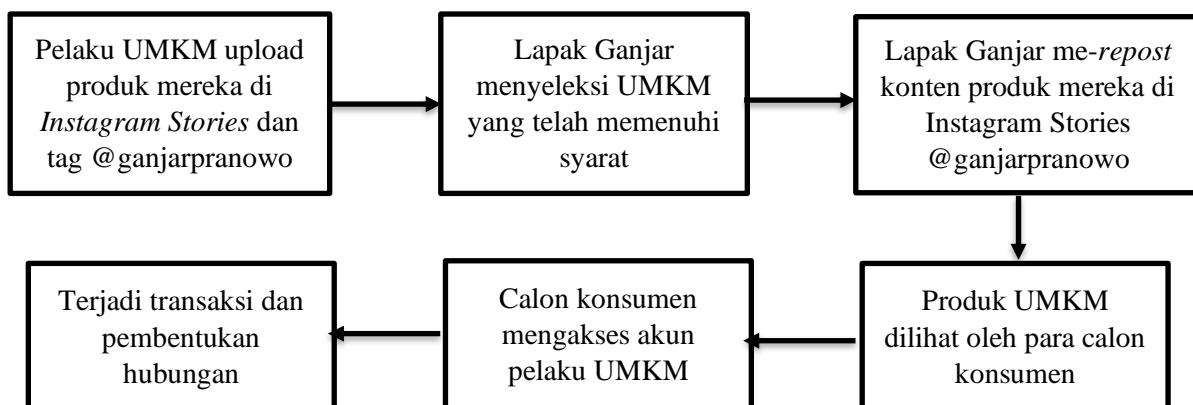 Pelaku UMKM upload
produk mereka di
Instagram Stories dan
tag @ganjarpranowo
Lapak Ganjar
menyeleksi UMKM
yang telah memenuhi
syarat
Lapak Ganjar me-repost
konten produk mereka di
Instagram Stories
@ganjarpranowo
Produk UMKM
dilihat oleh para calon
konsumen
Calon konsumen
mengakses akun
pelaku UMKM
Terjadi transaksi dan
pembentukan
hubungan